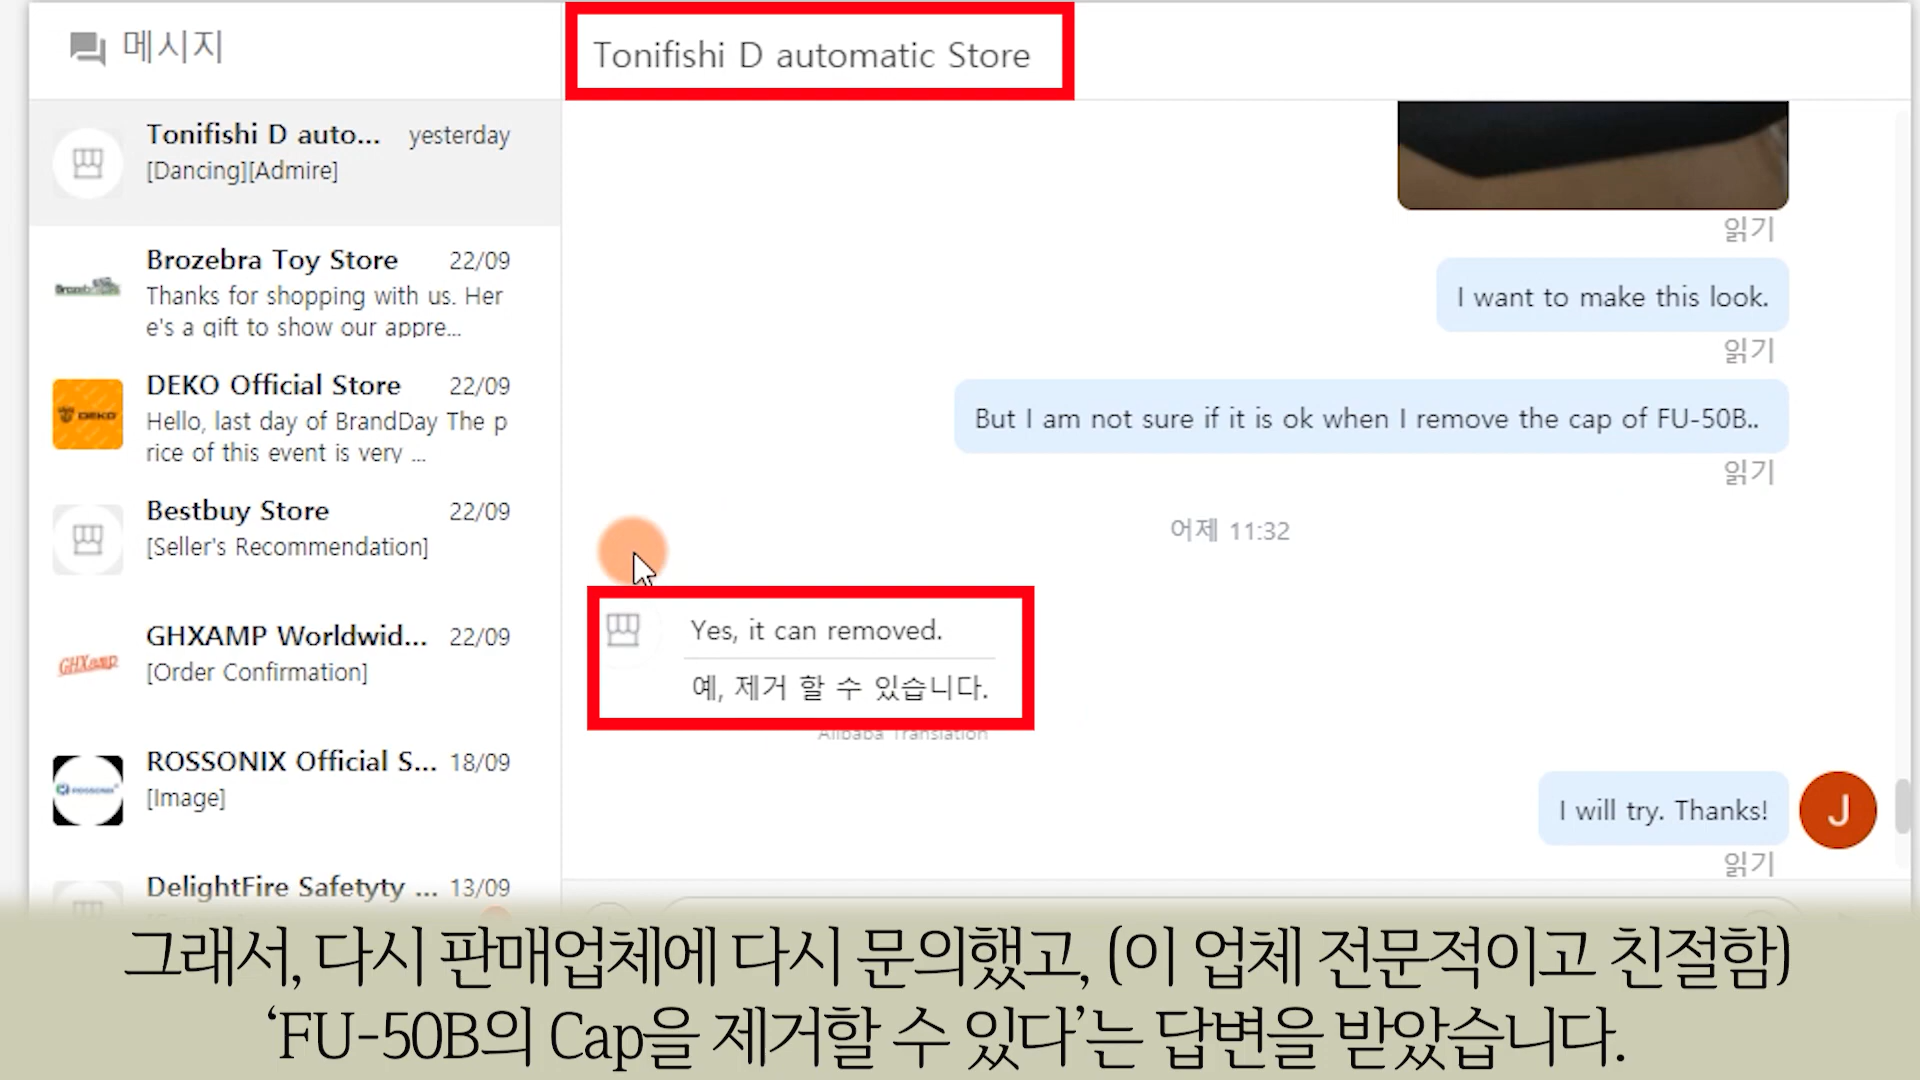 메시지
Tonifishi D auto... yesterday
[Dancing][Admire]
Brozebra Toy Store 22/09
Thanks for shopping with us. Her
e's a gift to show our appre...
DEKO Official Store 22/09
DEKO
Hello, last day of BrandDay The p
rice of this event is very ...
Bestbuy Store 22/09
[Seller's Recommendation]
GHXAMP Worldwid... 22/09
GHXamp
[Order Confirmation]
ROSSONIX Official S... 18/09
[Image]
DelightFire Safetyty ... 13/09
Tonifishi D automatic Store
읽기
I want to make this look.
읽기
But I am not sure if it is ok when I remove the cap of FU-50B..
읽기
어제 11:32
Yes, it can removed.
예, 제거 할 수 있습니다.
Alibaba Translation
I will try. Thanks!
J
읽기
그래서, 다시 판매업체에 다시 문의했고, (이 업체 전문적이고 친절함)
‘FU-50B의 Cap을 제거할 수 있다’는 답변을 받았습니다.